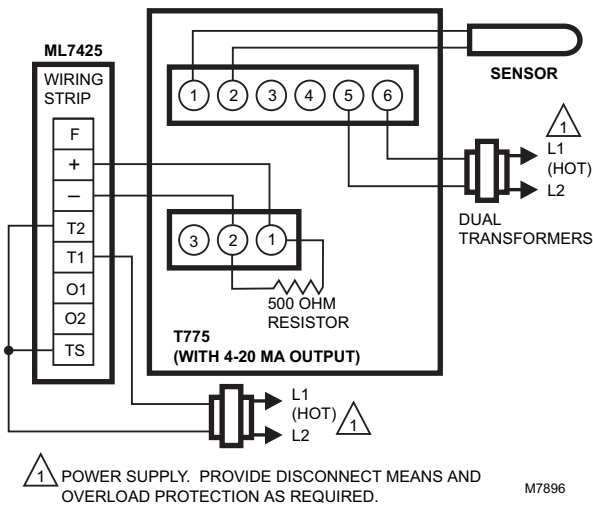 ML7425
WIRING
STRIP
F
+
–
T2
T1
O1
O2
TS
1 2 3 4 5 6
SENSOR
1
L1
(HOT)
L2
DUAL
TRANSFORMERS
3 2 1
500 OHM
RESISTOR
T775
(WITH 4-20 MA OUTPUT)
L1
(HOT)
L2
1
1 POWER SUPPLY. PROVIDE DISCONNECT MEANS AND
OVERLOAD PROTECTION AS REQUIRED.
M7896